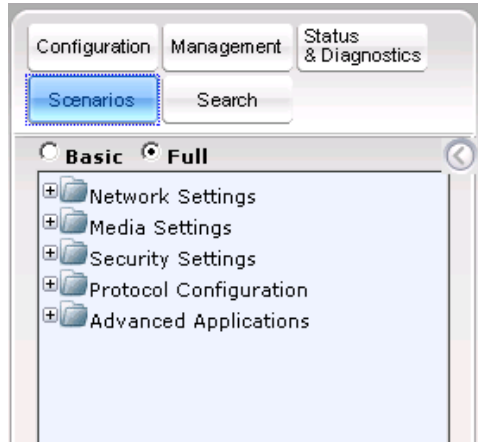 Configuration Management Status & Diagnostics
Scenarios Search
Basic Full
Network Settings
Media Settings
Security Settings
Protocol Configuration
Advanced Applications